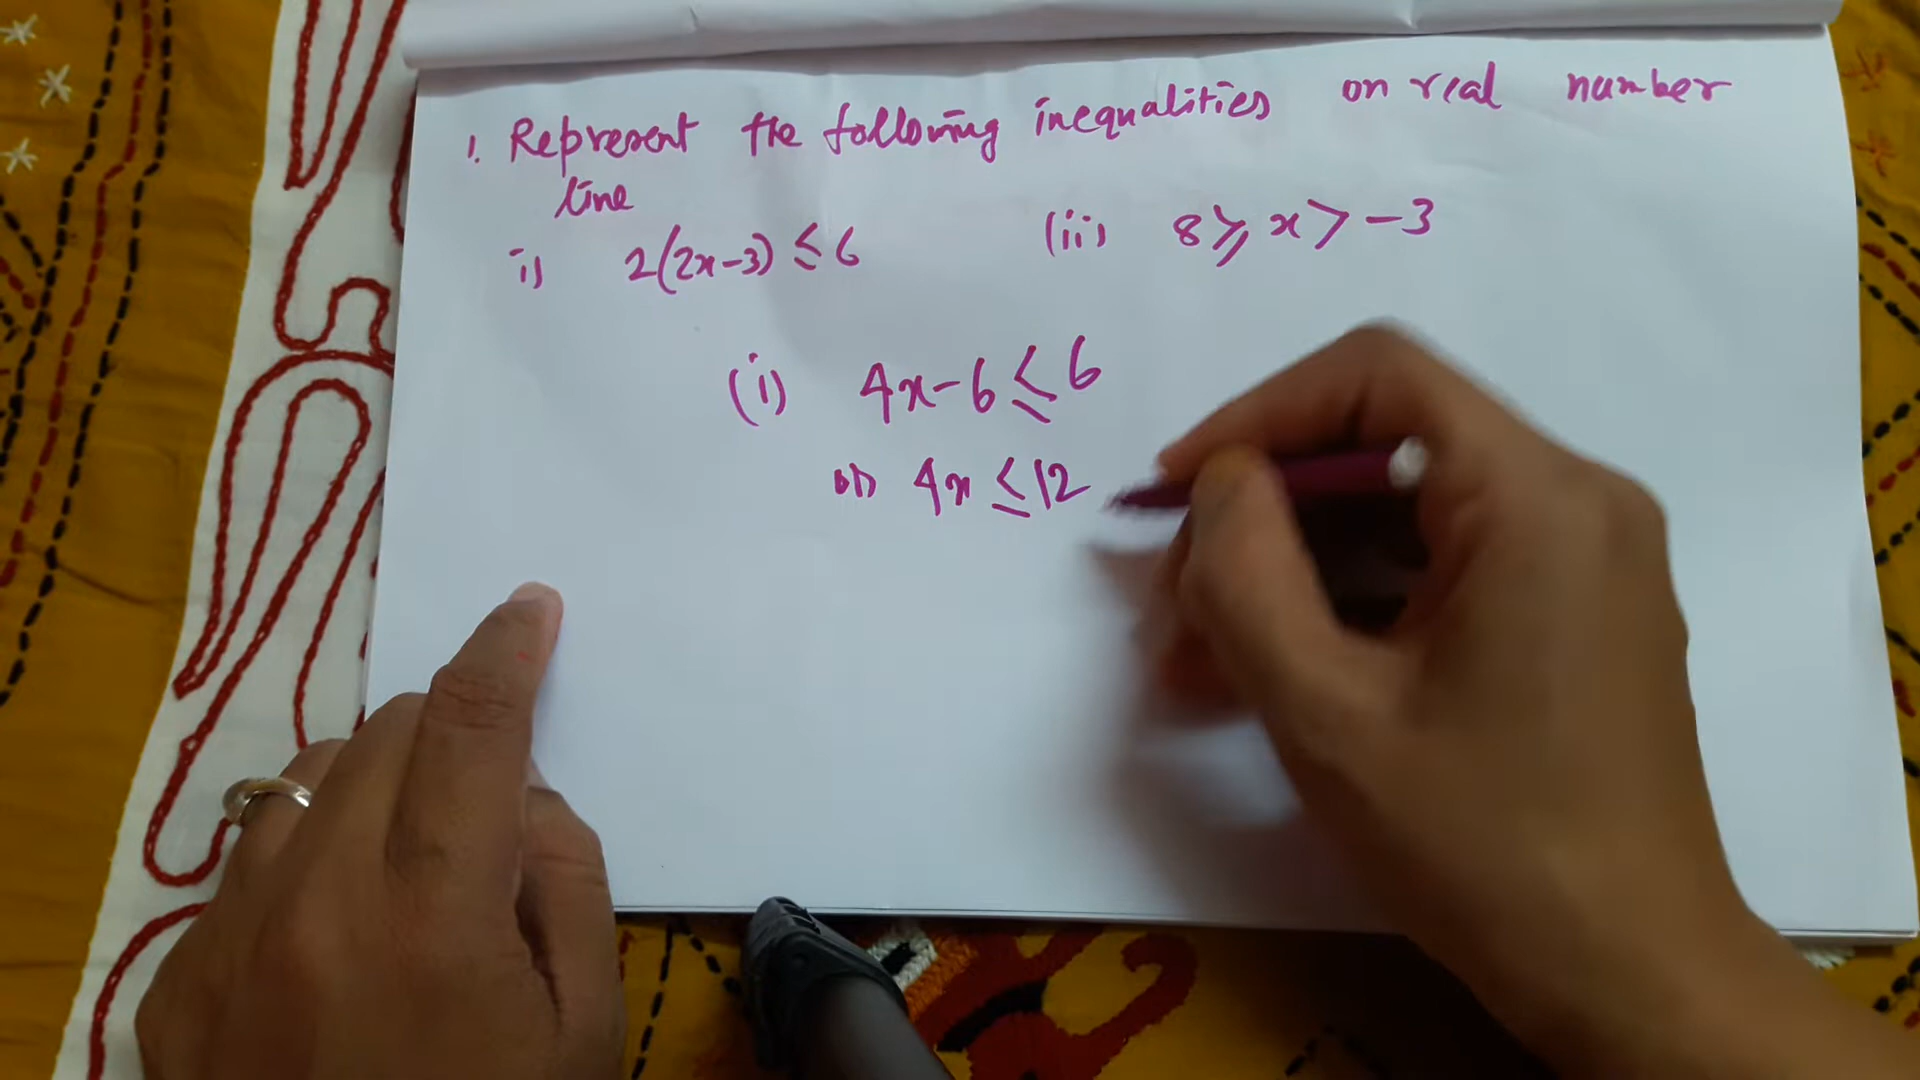 1. Represent the following inequalities on real number
line
i) 2(2x-3) ≤ 6 (ii) 8 ⩾ x > -3
(i) 4x-6 ≤ 6
4x ≤ 12